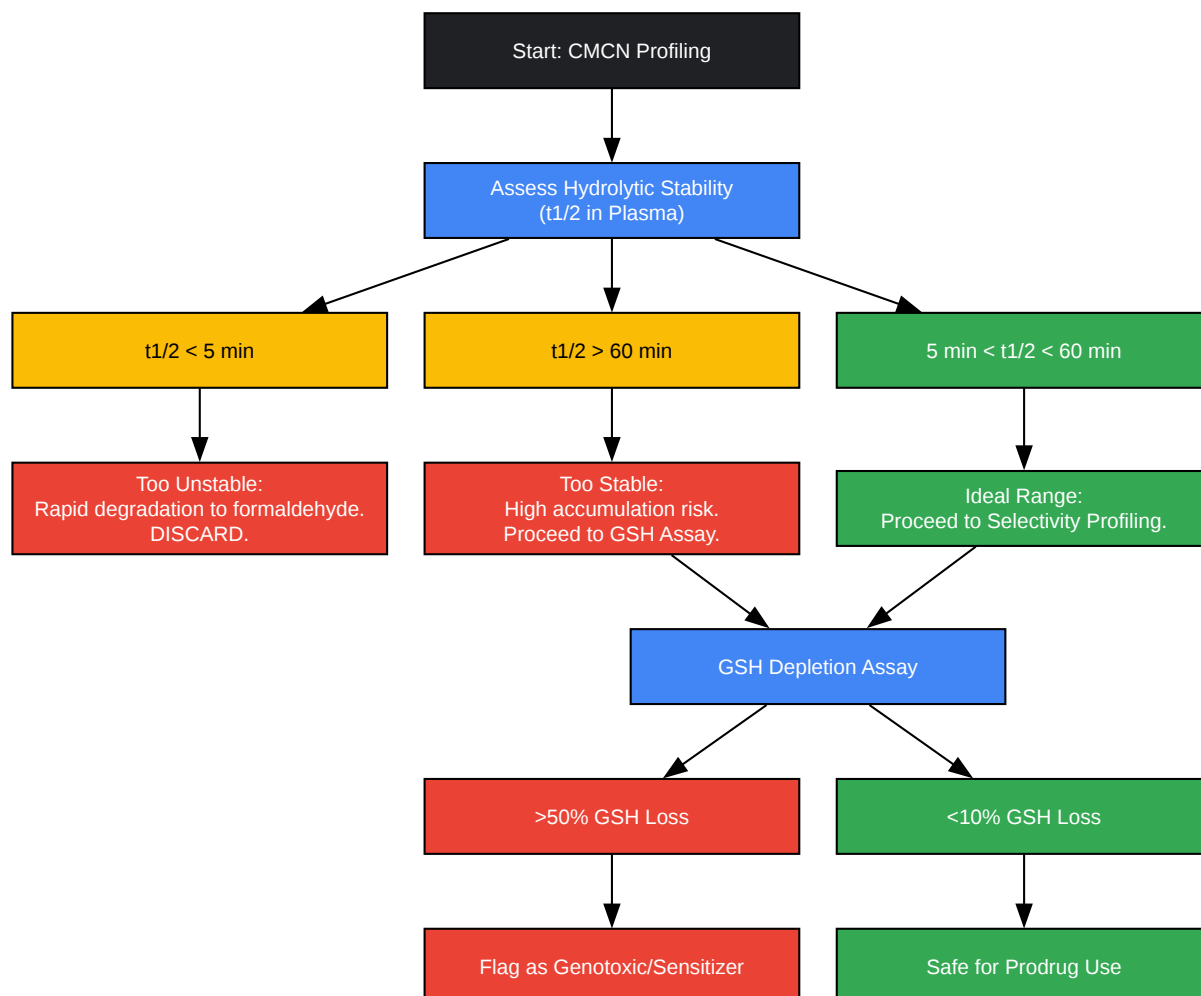 Start: CMCN Profiling
Assess Hydrolytic Stability
(t1/2 in Plasma)
t1/2 < 5 min
t1/2 > 60 min
5 min < t1/2 < 60 min
Too Unstable:
Rapid degradation to formaldehyde.
DISCARD.
Too Stable:
High accumulation risk.
Proceed to GSH Assay.
Ideal Range:
Proceed to Selectivity Profiling.
GSH Depletion Assay
>50% GSH Loss
<10% GSH Loss
Flag as Genotoxic/Sensitizer
Safe for Prodrug Use